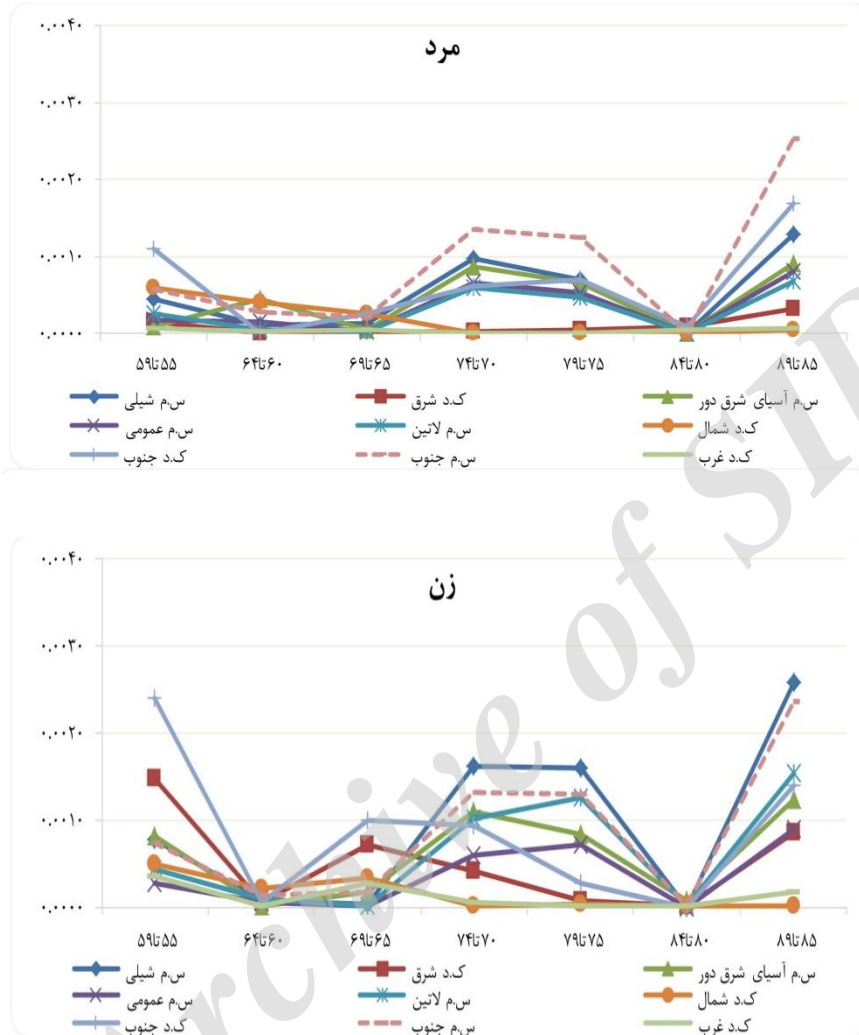 مرد
۰,۰۰۴۰
۰,۰۰۳۰
۰,۰۰۲۰
۰,۰۰۱۰
۰,۰۰۰۰
۵۵تا۵۹ ۶۰تا۶۴ ۶۵تا۶۹ ۷۰تا۷۴ ۷۵تا۷۹ ۸۰تا۸۴ ۸۵تا۸۹
س.م شیلی ک.د شرق س.م آسیای شرق دور
س.م عمومی س.م لاتین ک.د شمال
ک.د جنوب س.م جنوب ک.د غرب
زن
۰,۰۰۴۰
۰,۰۰۳۰
۰,۰۰۲۰
۰,۰۰۱۰
۰,۰۰۰۰
۵۵تا۵۹ ۶۰تا۶۴ ۶۵تا۶۹ ۷۰تا۷۴ ۷۵تا۷۹ ۸۰تا۸۴ ۸۵تا۸۹
س.م شیلی ک.د شرق س.م آسیای شرق دور
س.م عمومی س.م لاتین ک.د شمال
ک.د جنوب س.م جنوب ک.د غرب
Archive of SID